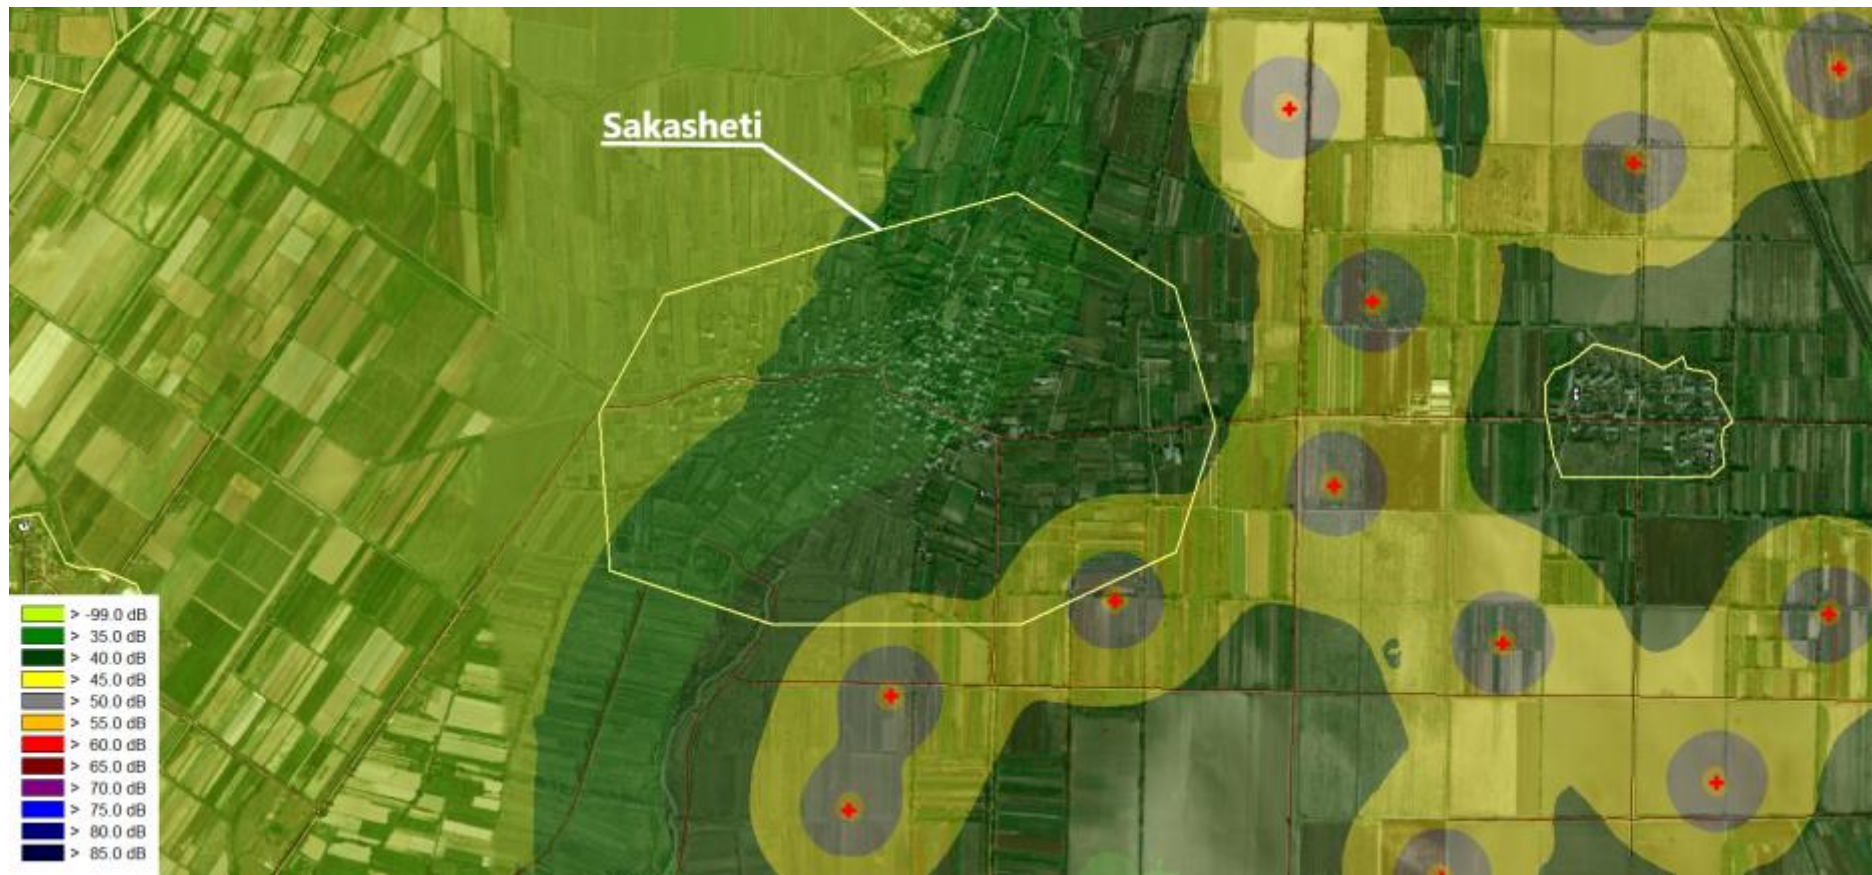 Sakasheti
> -99.0 dB
> 35.0 dB
> 40.0 dB
> 45.0 dB
> 50.0 dB
> 55.0 dB
> 60.0 dB
> 65.0 dB
> 70.0 dB
> 75.0 dB
> 80.0 dB
> 85.0 dB